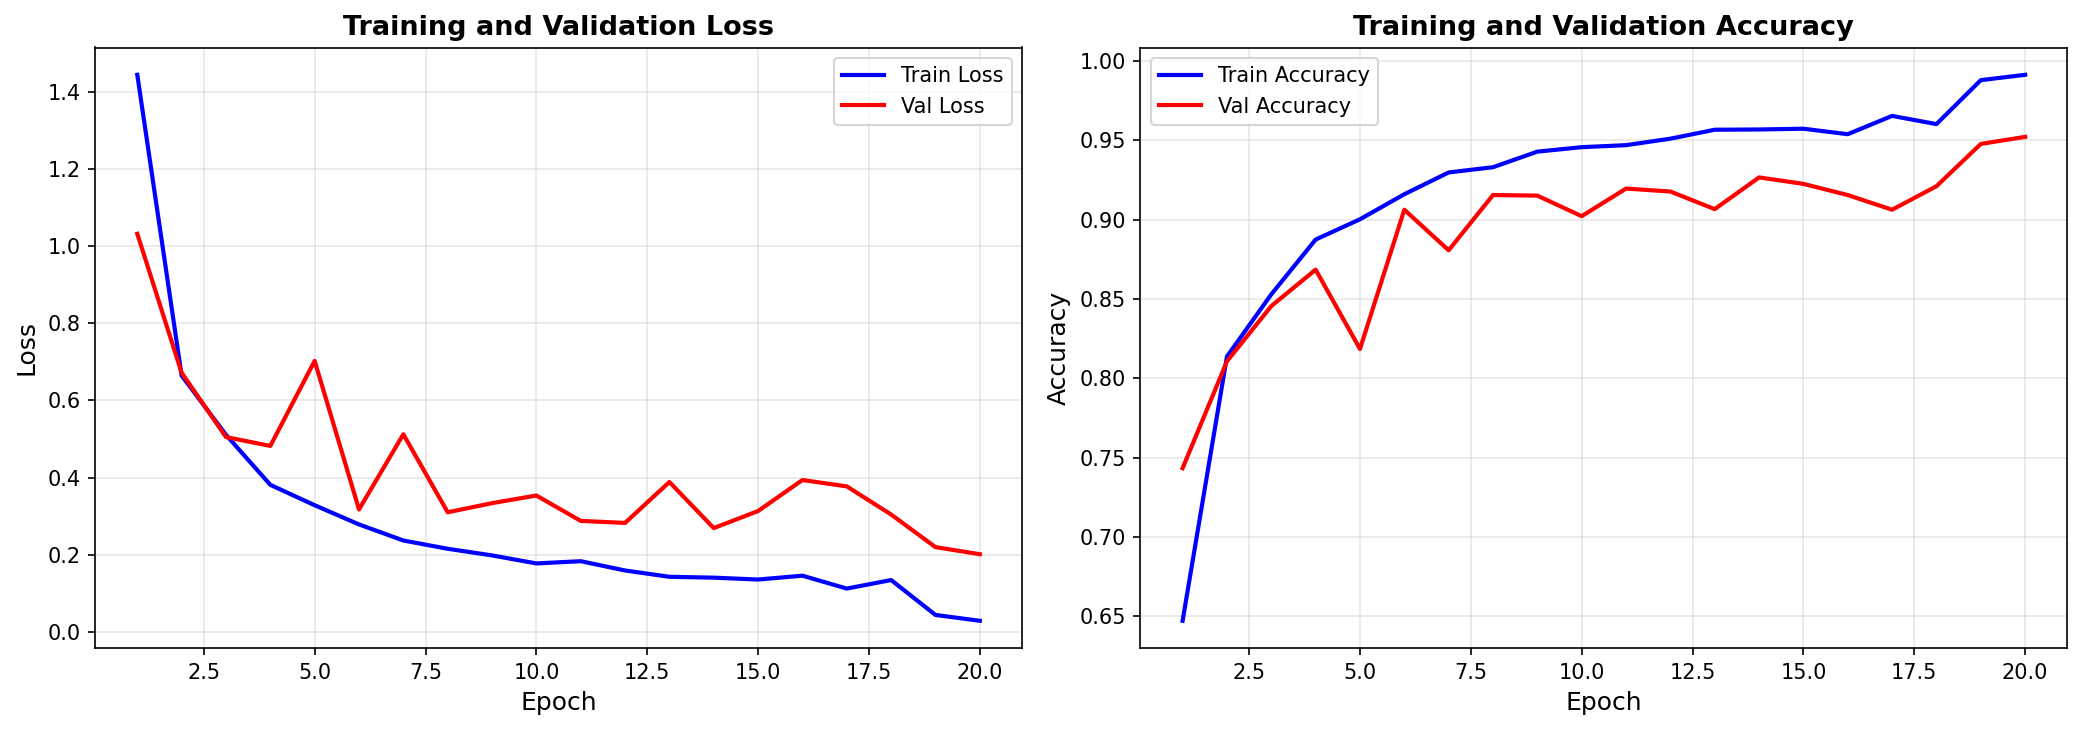 Training and Validation Loss
Train Loss
Val Loss
Loss
1.4
1.2
1.0
0.8
0.6
0.4
0.2
0.0
2.5 5.0 7.5 10.0 12.5 15.0 17.5 20.0
Epoch
Training and Validation Accuracy
Train Accuracy
Val Accuracy
Accuracy
1.00
0.95
0.90
0.85
0.80
0.75
0.70
0.65
2.5 5.0 7.5 10.0 12.5 15.0 17.5 20.0
Epoch